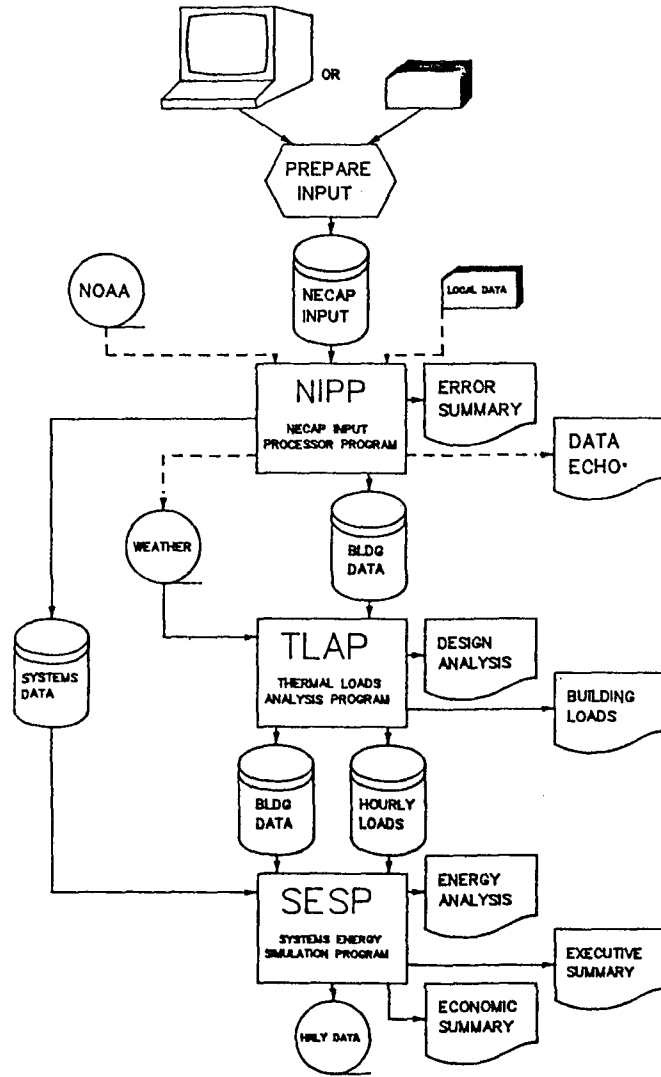 OR
PREPARE
INPUT
NOAA
NECAP
INPUT
LOCAL DATA
NIPP
NECAP INPUT
PROCESSOR PROGRAM
ERROR
SUMMARY
DATA
ECHO*
WEATHER
BLDG
DATA
TLAP
THERMAL LOADS
ANALYSIS PROGRAM
DESIGN
ANALYSIS
SYSTEMS
DATA
BUILDING
LOADS
BLDG
DATA
HOURLY
LOADS
SESP
SYSTEMS ENERGY
SIMULATION PROGRAM
ENERGY
ANALYSIS
EXECUTIVE
SUMMARY
ECONOMIC
SUMMARY
HRLY DATA